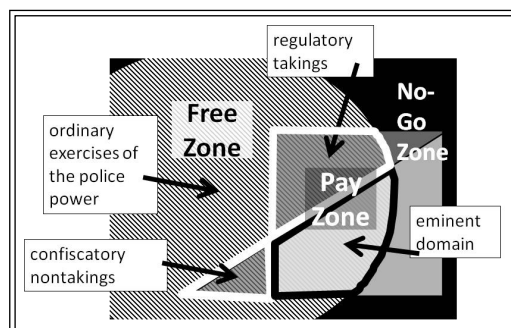 regulatory
takings
No-
Go
Zone
Free
Zone
ordinary
exercises of
the police
power
Pay
Zone
eminent
domain
confiscatory
nontakings